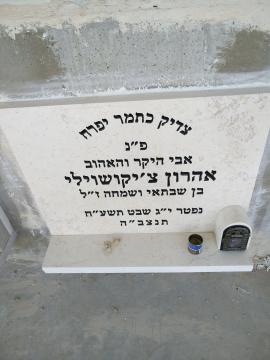 צדיק כתמר יפרח
פ״נ
אבי היקר והאהוב
אהרון צ׳יקושוילי
בן שבתאי ושמחה ז״ל
נפטר י״ג שבט תשע״ח
תנצב״ה